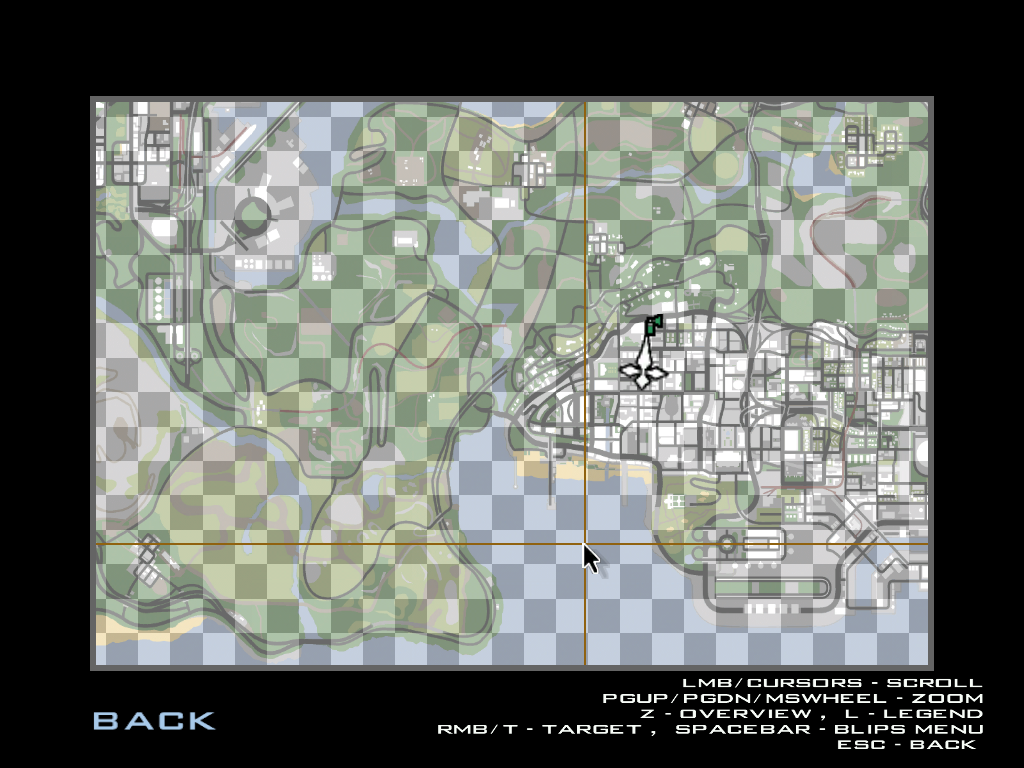 LMB/CURSORS - SCROLL
PGUP/PGDN/MSWHEEL - ZOOM
Z - OVERVIEW , L - LEGEND
RMB/T - TARGET , SPACEBAR - BLIPS MENU
ESC - BACK
BACK